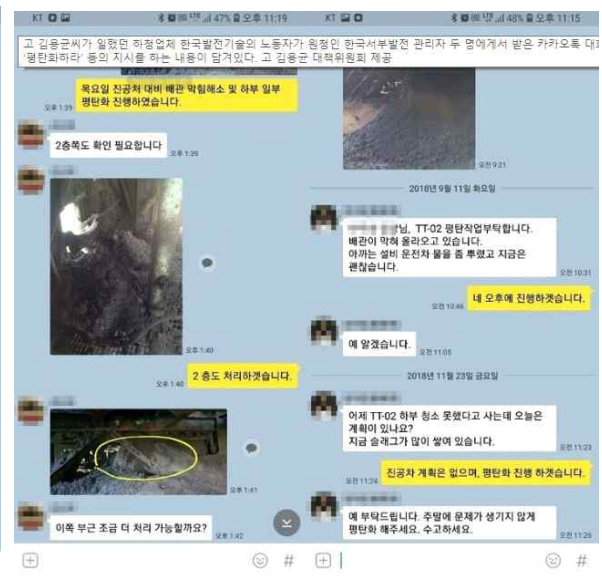 KT 47% 오후 11:19
KT 48% 오후 11:15
고 김용균씨가 일했던 하청업체 한국발전기술의 노동자가 원청인 한국서부발전 관리자 두 명에게서 받은 카카오톡 대화
'평탄화하라' 등의 지시를 하는 내용이 담겨있다. 고 김용균 대책위원회 제공
목요일 진공차 대비 배관 막힘해소 및 하부 일부
평탄화 진행하였습니다.
오후 1:39
2층쪽도 확인 필요합니다
오후 1:39
오후 1:40
2 층도 처리하겟습니다.
오후 1:40
오후 1:41
이쪽 부근 조금 더 처리 가능할까요?
오후 1:42
#
오전 9:21
2018년 9월 11일 화요일
님, TT-02 평탄작업부탁합니다.
배관이 막혀 올라오고 있습니다.
아까는 설비 운전차 물을 좀 뿌렸고 지금은
괜찮습니다.
오전 10:31
네 오후에 진행하겟습니다.
오전 10:46
예 알겠습니다.
오전 11:05
2018년 11월 23일 금요일
어제 TT-02 하부 청소 못했다고 사는데 오늘은
계획이 있나요?
지금 슬래그가 많이 쌓여 있습니다.
오전 11:23
진공차 계획은 없으며, 평탄화 진행 하겟습니다.
오전 11:24
예 부탁드립니다. 주말에 문제가 생기지 않게
평탄화 해주세요. 수고하세요.
오전 11:26
#